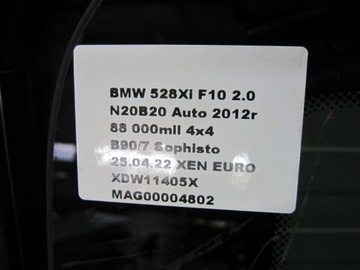 BMW 528Xi F10 2.0
N20B20 Auto 2012r
88 000mil 4x4
B90/7 Sophisto
25.04.22 XEN EURO
XDW11405X
MAG00004802